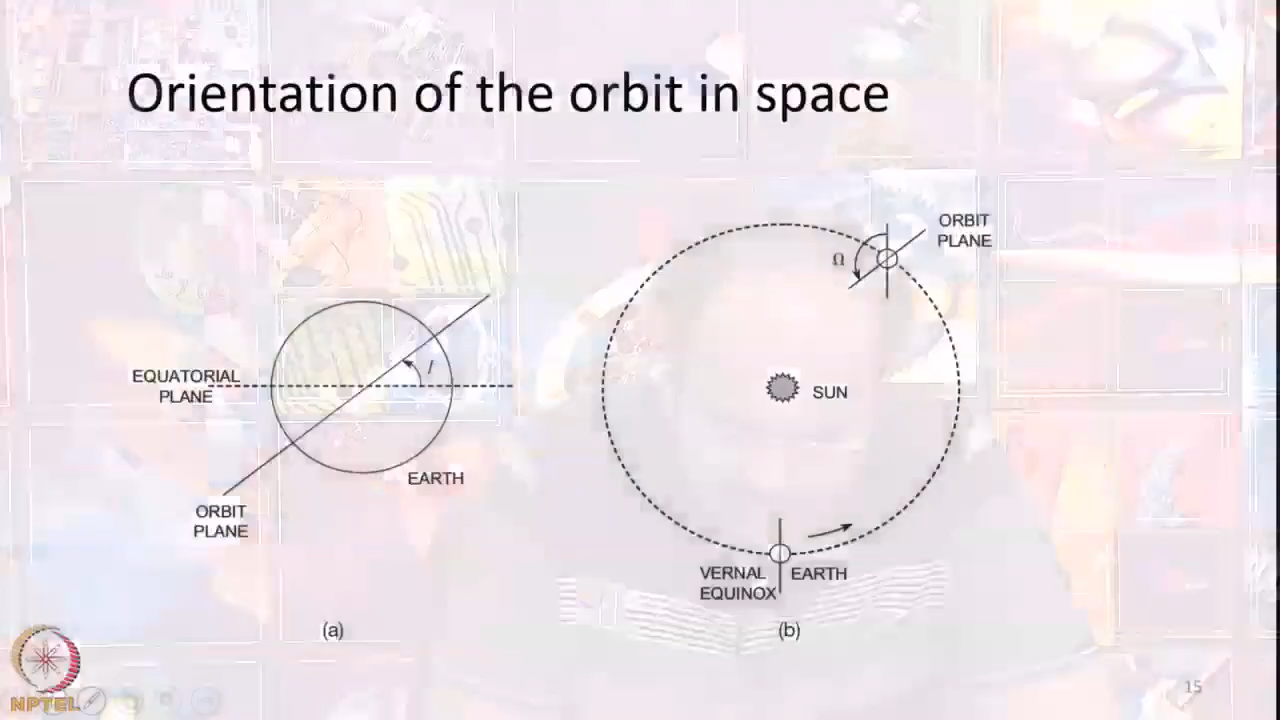 Orientation of the orbit in space
EQUATORIAL
PLANE
I
EARTH
ORBIT
PLANE
(a)
ORBIT
PLANE
Ω
SUN
VERNAL
EQUINOX
EARTH
(b)
NPTEL
15